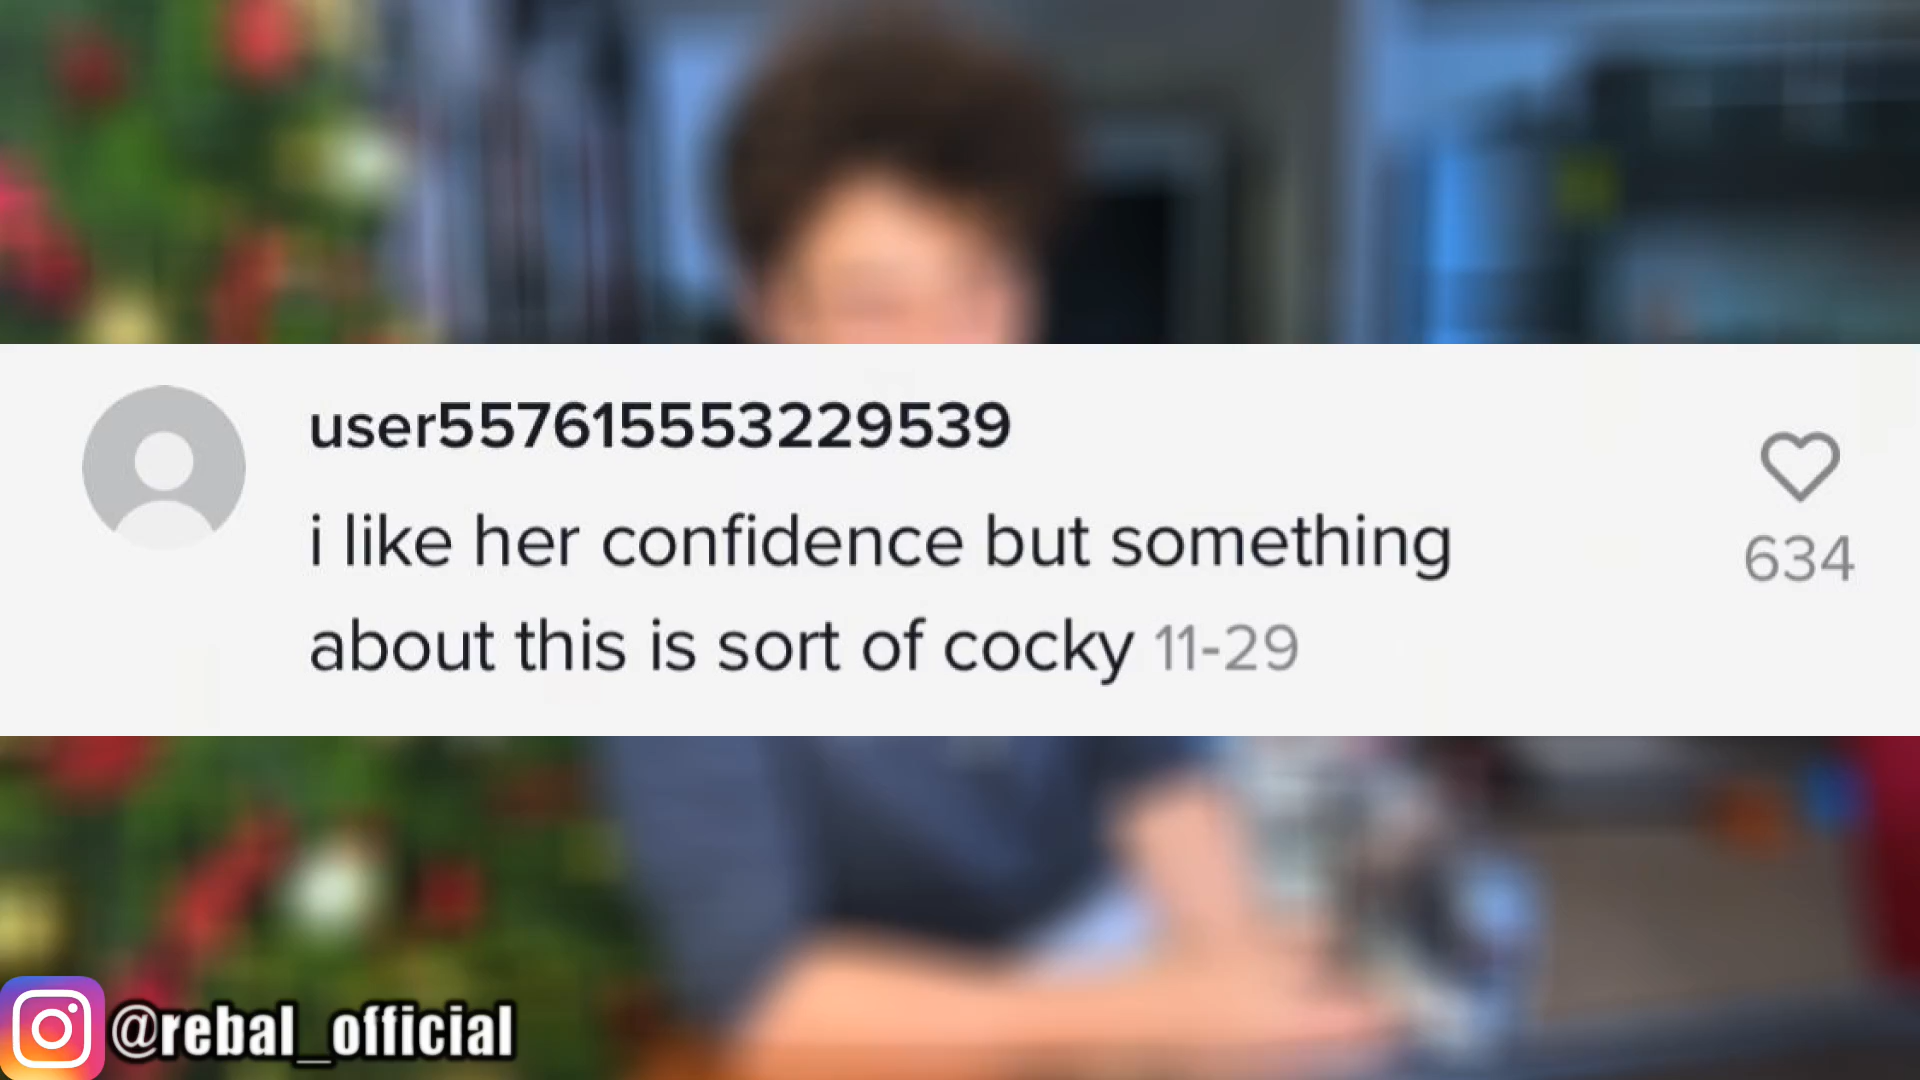 user557615553229539
i like her confidence but something
about this is sort of cocky 11-29
634
@rebal_official